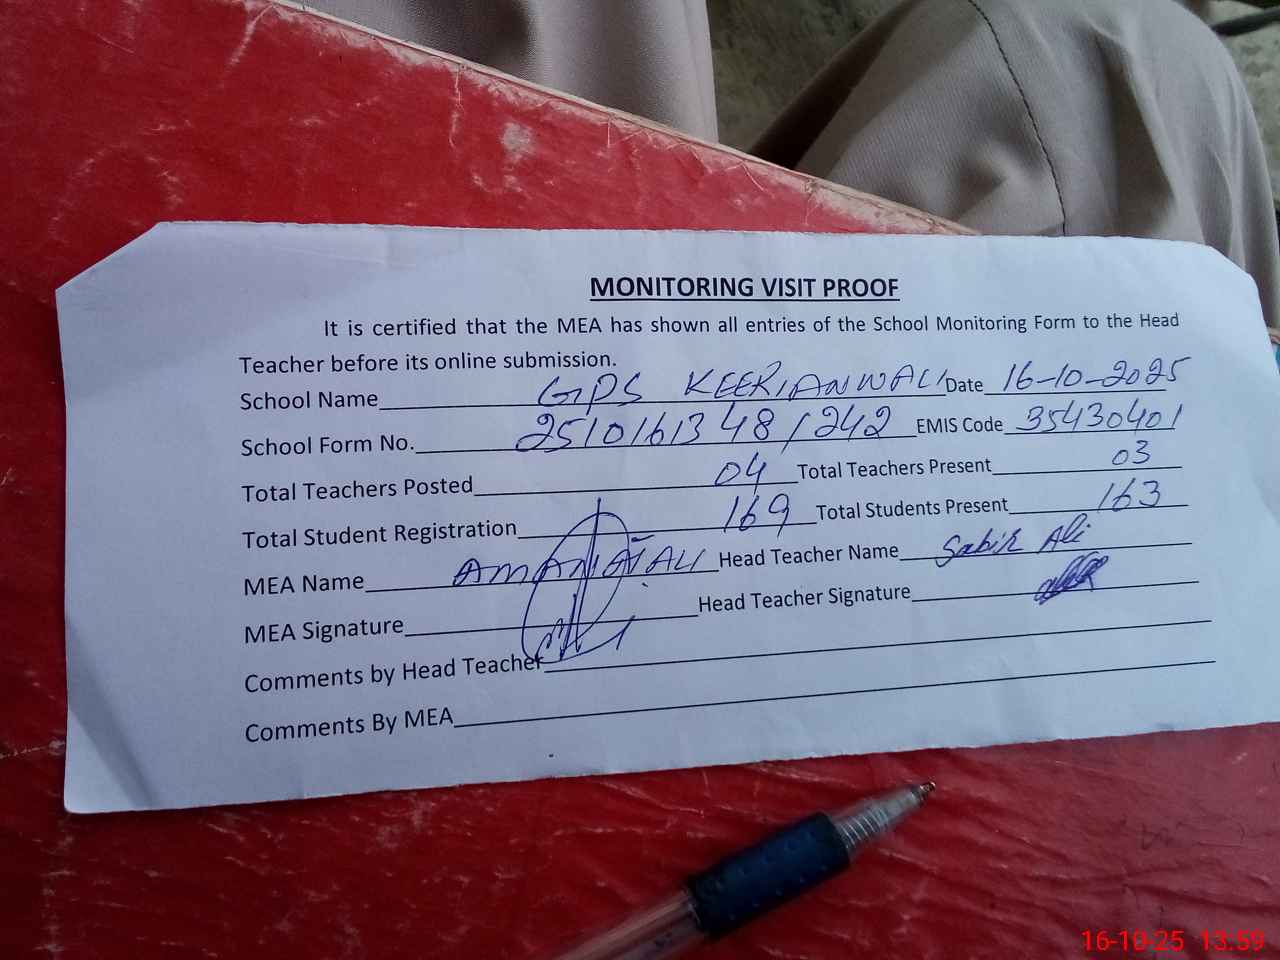 MONITORING VISIT PROOF
It is certified that the MEA has shown all entries of the School Monitoring Form to the Head
Teacher before its online submission.
School Name GPS KEERIANWALI Date 16-10-2025
School Form No. 2510161348/242 EMIS Code 35430401
Total Teachers Posted 04 Total Teachers Present 03
Total Student Registration 169 Total Students Present 163
MEA Name AMANAT ALI Head Teacher Name Sabir Ali
MEA Signature Head Teacher Signature
Comments by Head Teacher
Comments By MEA
16-10-25 13:59